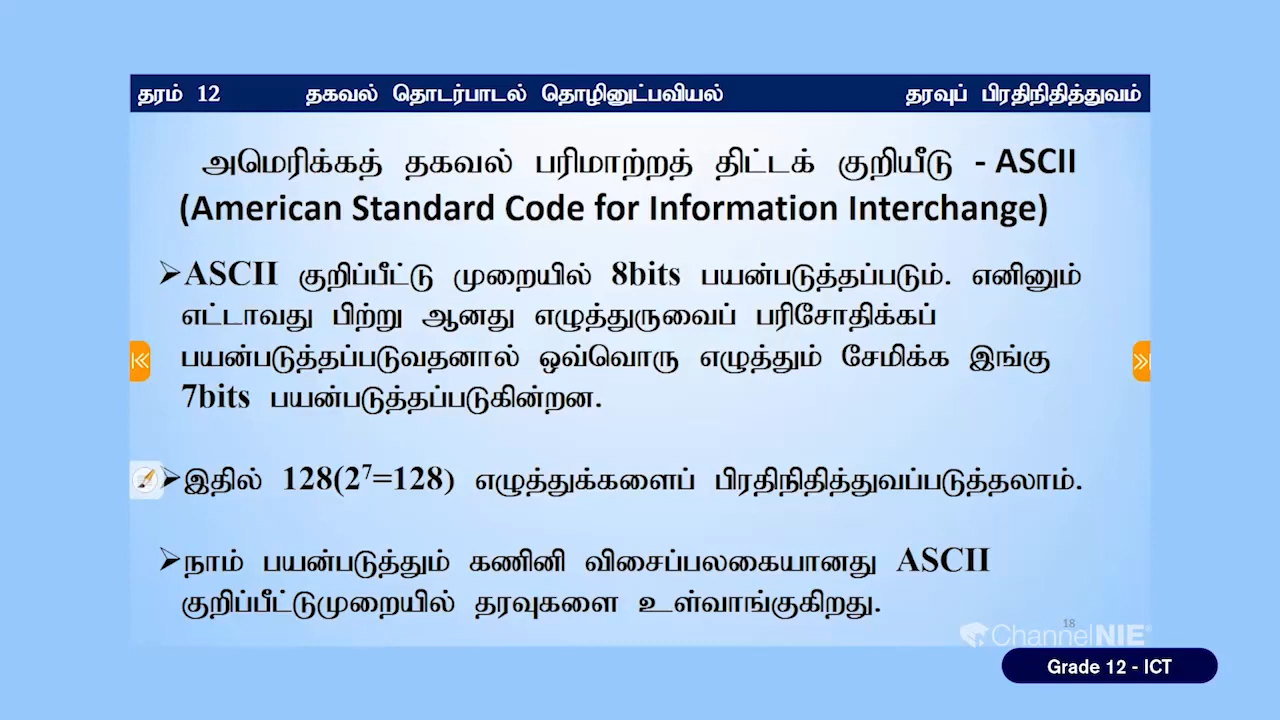 தரம் 12 தகவல் தொடர்பாடல் தொழினுட்பவியல் தரவுப் பிரதிநிதித்துவம்
அமெரிக்கத் தகவல் பரிமாற்றத் திட்டக் குறியீடு - ASCII
(American Standard Code for Information Interchange)
➢ASCII குறிப்பீட்டு முறையில் 8bits பயன்படுத்தப்படும். எனினும்
எட்டாவது பிற்று ஆனது எழுத்துருவைப் பரிசோதிக்கப்
பயன்படுத்தப்படுவதனால் ஒவ்வொரு எழுத்தும் சேமிக்க இங்கு
7bits பயன்படுத்தப்படுகின்றன.
➢இதில் 128(2⁷=128) எழுத்துக்களைப் பிரதிநிதித்துவப்படுத்தலாம்.
➢நாம் பயன்படுத்தும் கணினி விசைப்பலகையானது ASCII
குறிப்பீட்டுமுறையில் தரவுகளை உள்வாங்குகிறது.
18
ChannelNIE
Grade 12 - ICT